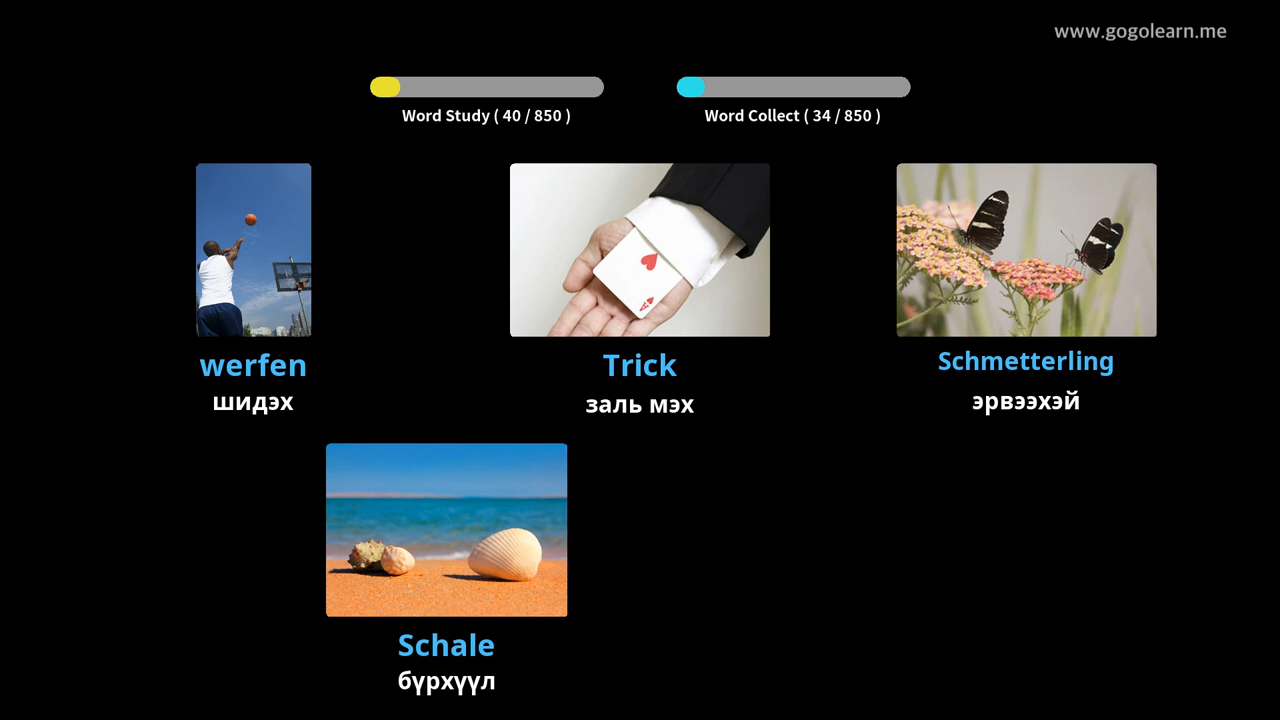 www.gogolearn.me
Word Study ( 40 / 850 )
Word Collect ( 34 / 850 )
werfen
шидэх
Trick
заль мэх
Schmetterling
эрвээхэй
Schale
бүрхүүл